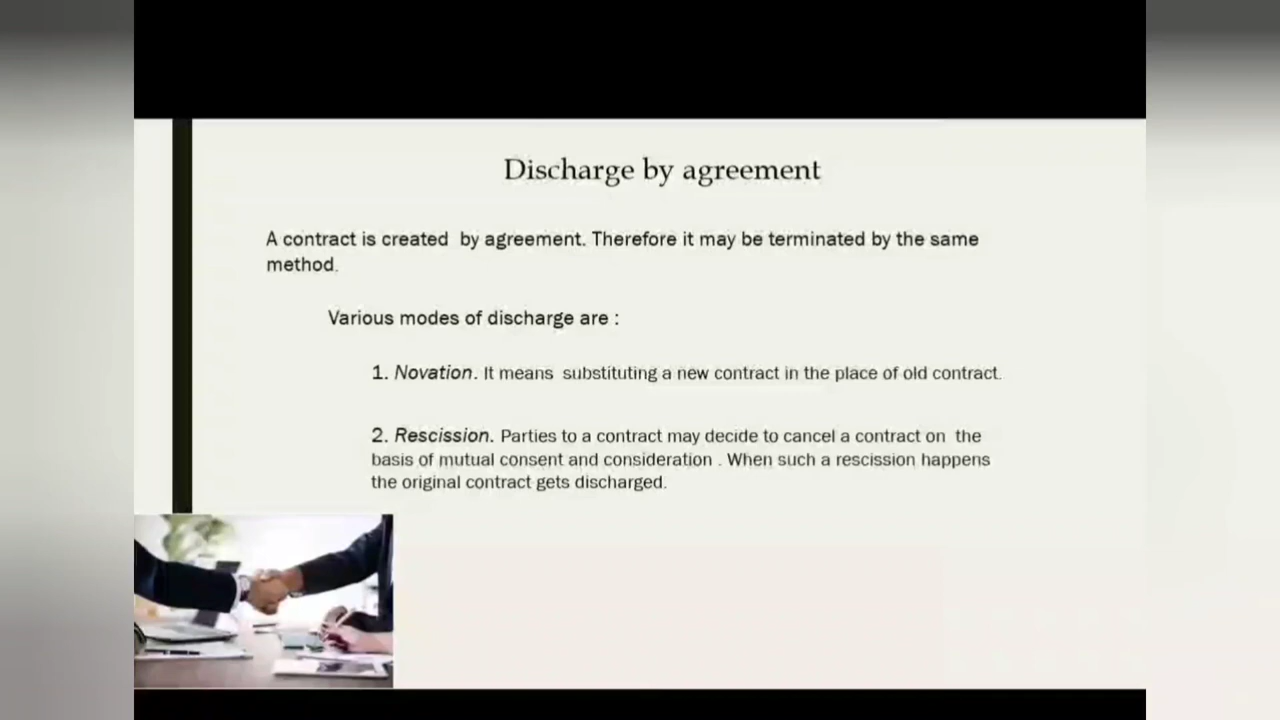 Discharge by agreement
A contract is created by agreement. Therefore it may be terminated by the same
method.
Various modes of discharge are :
1. Novation. It means substituting a new contract in the place of old contract.
2. Rescission. Parties to a contract may decide to cancel a contract on the
basis of mutual consent and consideration . When such a rescission happens
the original contract gets discharged.